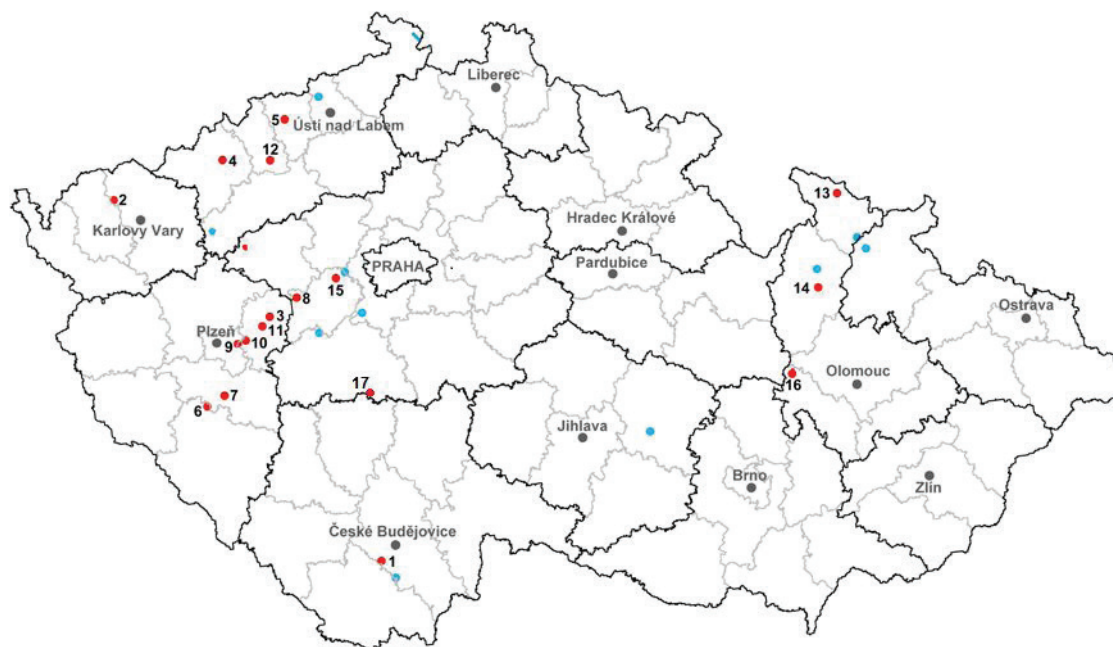 Liberec
5
Ústí nad Labem
12
4
2
13
Karlovy Vary
Hradec Králové
PRAHA
Pardubice
15
14
8
3
Ostrava
11
Plzeň
9
10
16
Olomouc
17
7
6
Jihlava
Brno
Zlín
České Budějovice
1